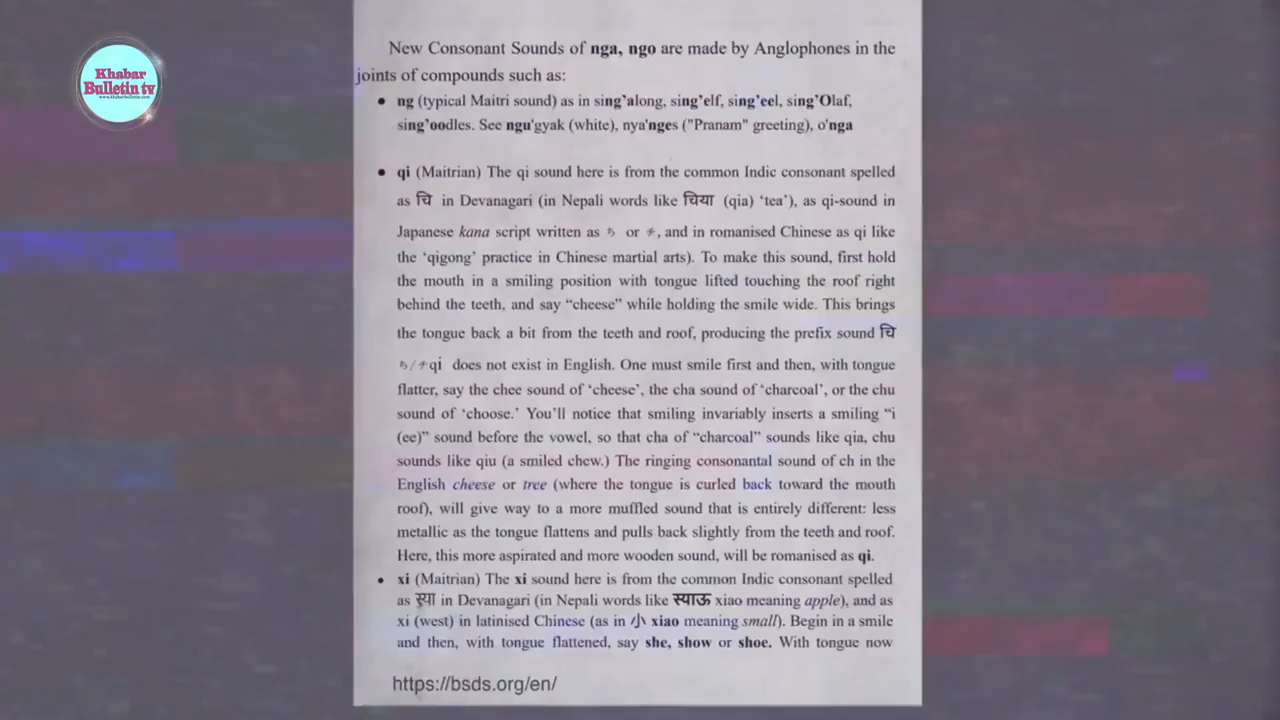 Khabar
Bulletin tv
www.khabarbulletin.com
New Consonant Sounds of nga, ngo are made by Anglophones in the
joints of compounds such as:
• ng (typical Maitri sound) as in sing’along, sing’elf, sing’eel, sing’Olaf,
sing’oodles. See ngu'gyak (white), nya'nges ("Pranam" greeting), o'nga
• qi (Maitrian) The qi sound here is from the common Indic consonant spelled
as चि in Devanagari (in Nepali words like चिया (qia) ‘tea’), as qi-sound in
Japanese kana script written as ち or チ, and in romanised Chinese as qi like
the ‘qigong’ practice in Chinese martial arts). To make this sound, first hold
the mouth in a smiling position with tongue lifted touching the roof right
behind the teeth, and say “cheese” while holding the smile wide. This brings
the tongue back a bit from the teeth and roof, producing the prefix sound चि
ち/チqi does not exist in English. One must smile first and then, with tongue
flatter, say the chee sound of ‘cheese’, the cha sound of ‘charcoal’, or the chu
sound of ‘choose.’ You’ll notice that smiling invariably inserts a smiling “i
(ee)” sound before the vowel, so that cha of “charcoal” sounds like qia, chu
sounds like qiu (a smiled chew.) The ringing consonantal sound of ch in the
English cheese or tree (where the tongue is curled back toward the mouth
roof), will give way to a more muffled sound that is entirely different: less
metallic as the tongue flattens and pulls back slightly from the teeth and roof.
Here, this more aspirated and more wooden sound, will be romanised as qi.
• xi (Maitrian) The xi sound here is from the common Indic consonant spelled
as स्या in Devanagari (in Nepali words like स्याऊ xiao meaning apple), and as
xi (west) in latinised Chinese (as in 小 xiao meaning small). Begin in a smile
and then, with tongue flattened, say she, show or shoe. With tongue now
https://bsds.org/en/